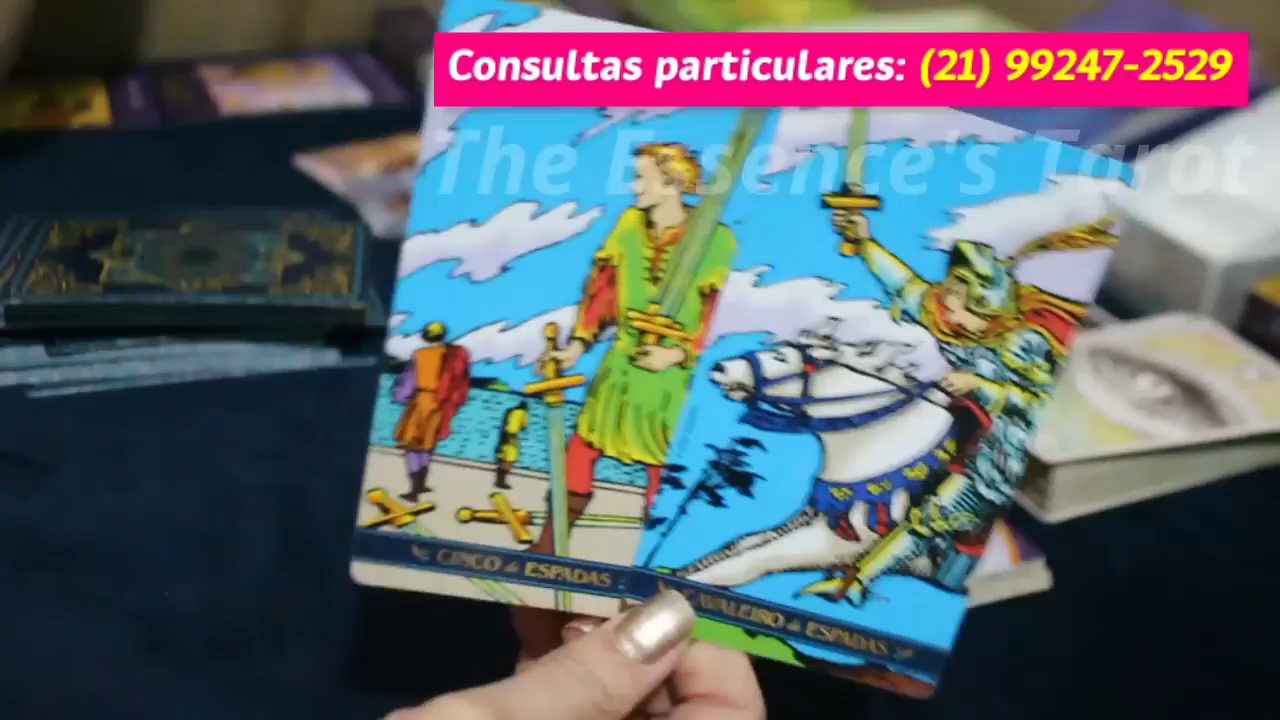 Consultas particulares: (21) 99247-2529
The Essence's Tarot
CINCO de ESPADAS
CAVALEIRO de ESPADAS